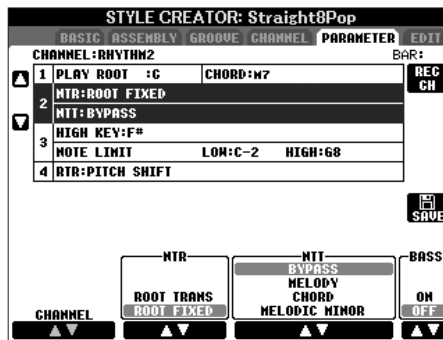 STYLE CREATOR: Straight8Pop
BASIC ASSEMBLY GROOVE CHANNEL PARAMETER EDIT
CHANNEL:RHYTHM2 BAR:
1 PLAY ROOT :C CHORD:M7
REC CH
2 NTR:ROOT FIXED
NTT:BYPASS
3 HIGH KEY:F#
NOTE LIMIT LOW:C-2 HIGH:G8
4 RTR:PITCH SHIFT
SAVE
NTR NTT BASS
BYPASS
MELODY
ROOT TRANS CHORD ON
CHANNEL ROOT FIXED MELODIC MINOR OFF